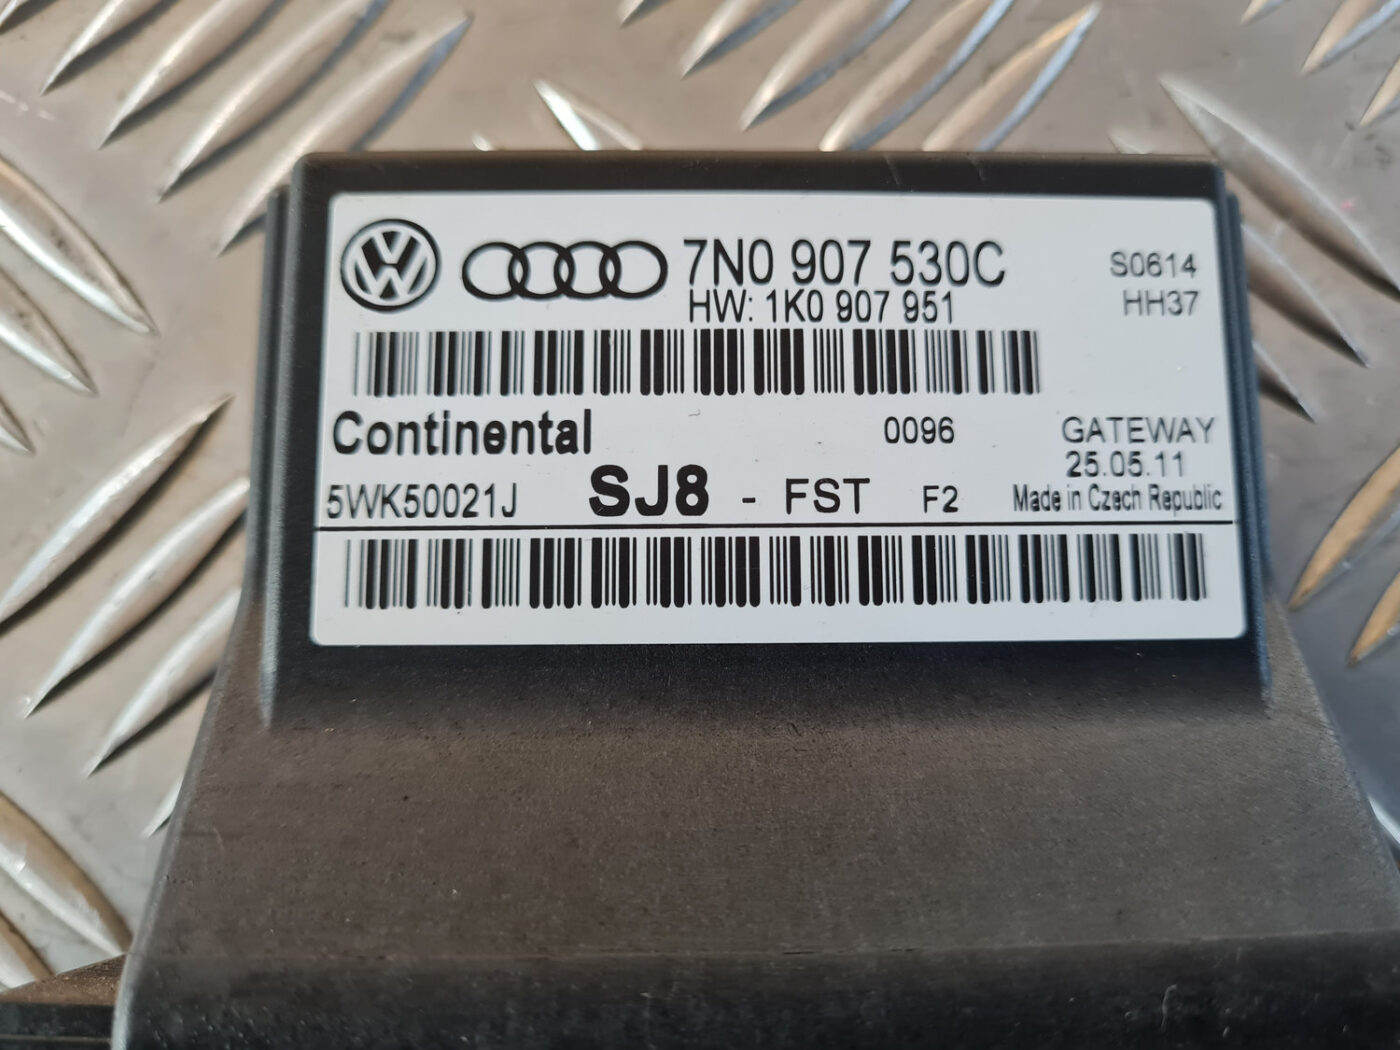 VW 7N0 907 530C S0614
HW: 1K0 907 951 HH37
Continental 0096 GATEWAY
25.05.11
5WK50021J SJ8 - FST F2 Made in Czech Republic